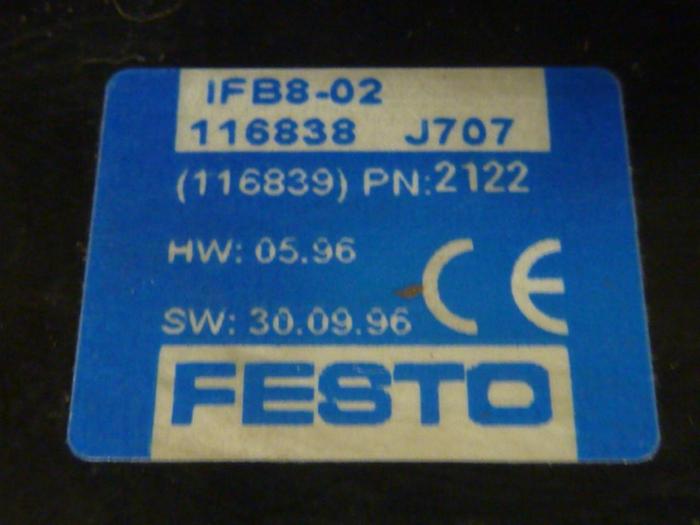 IFB8-02
116838 J707
(116839) PN:2122
HW: 05.96
SW: 30.09.96
CE
FESTO